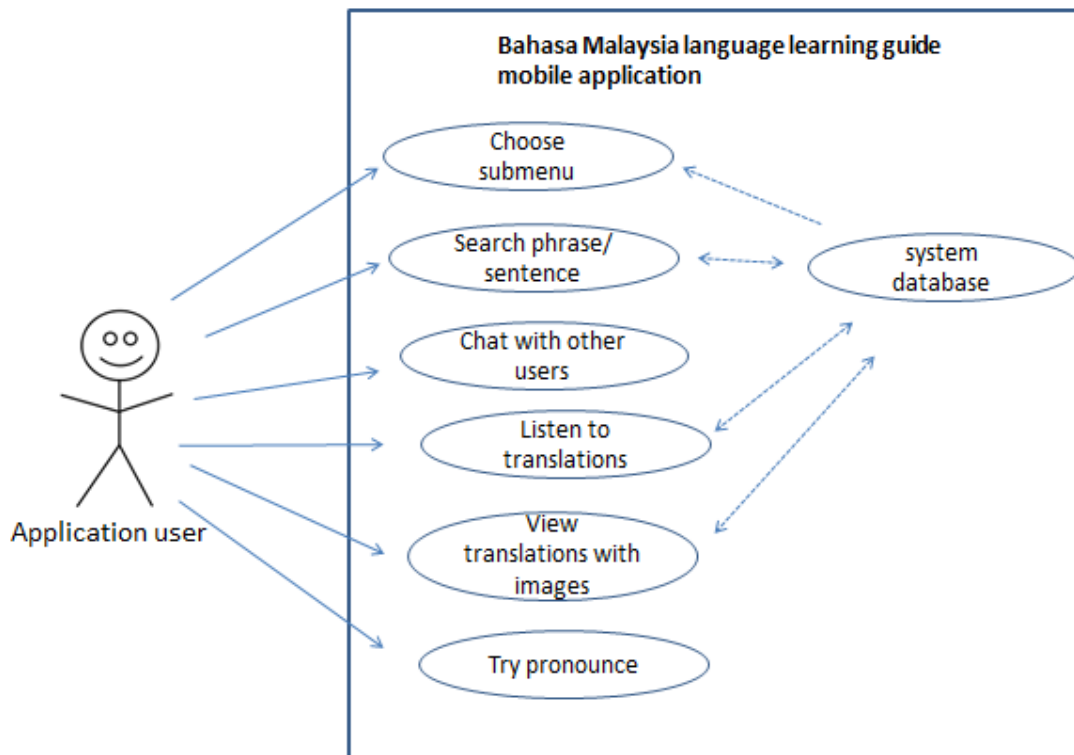 Bahasa Malaysia language learning guide
mobile application
Choose
submenu
Search phrase/
sentence
system
database
Chat with other
users
Listen to
translations
Application user
View
translations with
images
Try pronounce